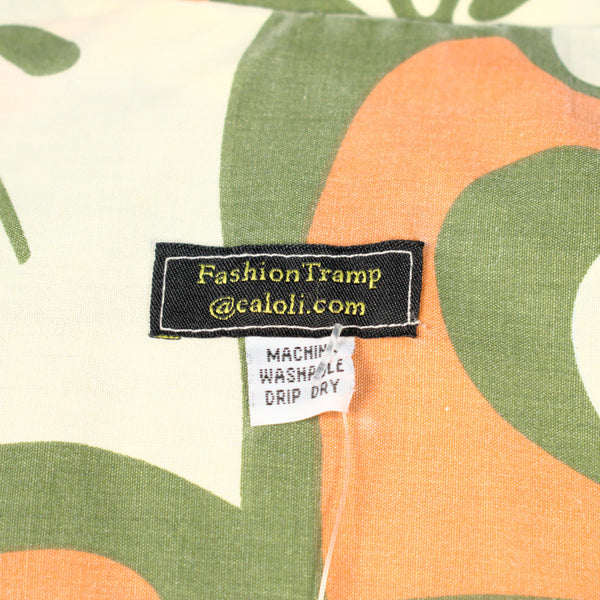 FashionTramp
@caloli.com
MACHINE
WASHABLE
DRIP DRY